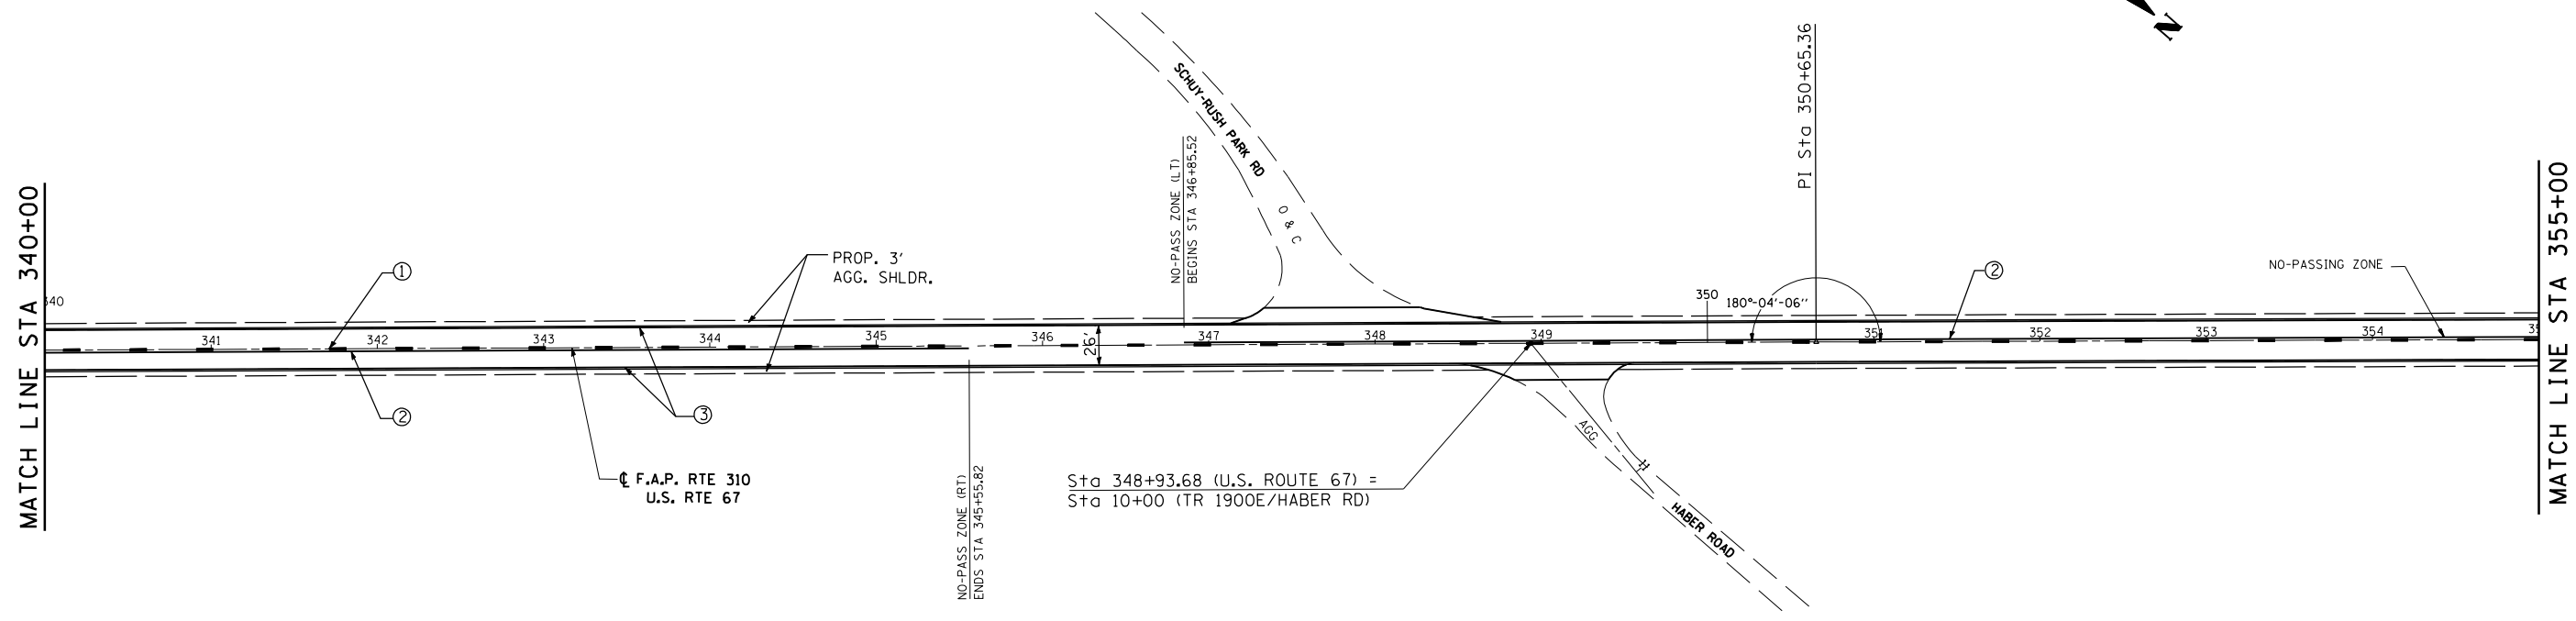 N
MATCH LINE STA 340+00
340
①
②
PROP. 3'
AGG. SHLDR.
③
℄ F.A.P. RTE 310
U.S. RTE 67
341
342
343
344
345
346
347
348
349
350
351
352
353
354
NO-PASS ZONE (RT)
ENDS STA 345+55.82
26'
NO-PASS ZONE (LT)
BEGINS STA 346+85.52
SCHUY-RUSH PARK RD
O & C
Sta 348+93.68 (U.S. ROUTE 67) =
Sta 10+00 (TR 1900E/HABER RD)
AGG
HABER ROAD
PI Sta 350+65.36
180°-04'-06''
②
NO-PASSING ZONE
MATCH LINE STA 355+00